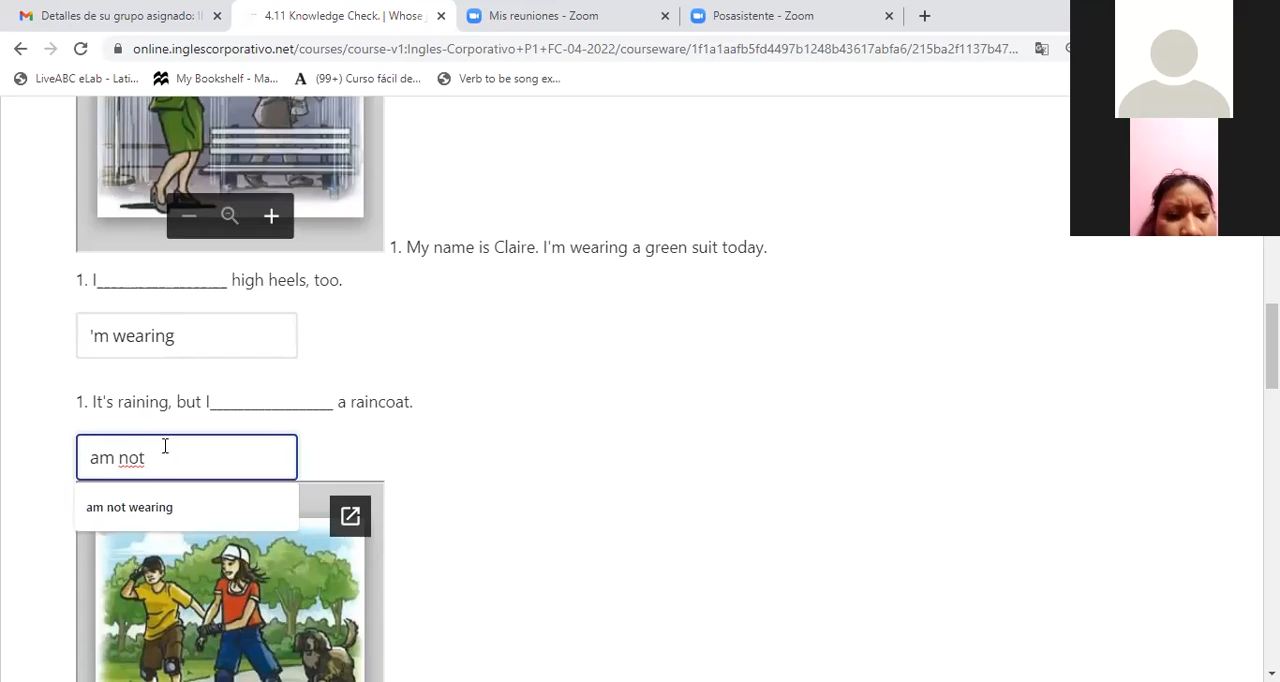 Detalles de su grupo asignado: I
4.11 Knowledge Check. | Whose
Mis reuniones - Zoom
Posasistente - Zoom
online.inglescorporativo.net/courses/course-v1:Ingles-Corporativo+P1+FC-04-2022/courseware/1f1a1aafb5fd4497b1248b43617abfa6/215ba2f1137b47...
LiveABC eLab - Lati...
My Bookshelf - Ma...
(99+) Curso fácil de...
Verb to be song ex...
1. My name is Claire. I'm wearing a green suit today.
1. I_________________ high heels, too.
'm wearing
1. It's raining, but I________________ a raincoat.
am not
am not wearing